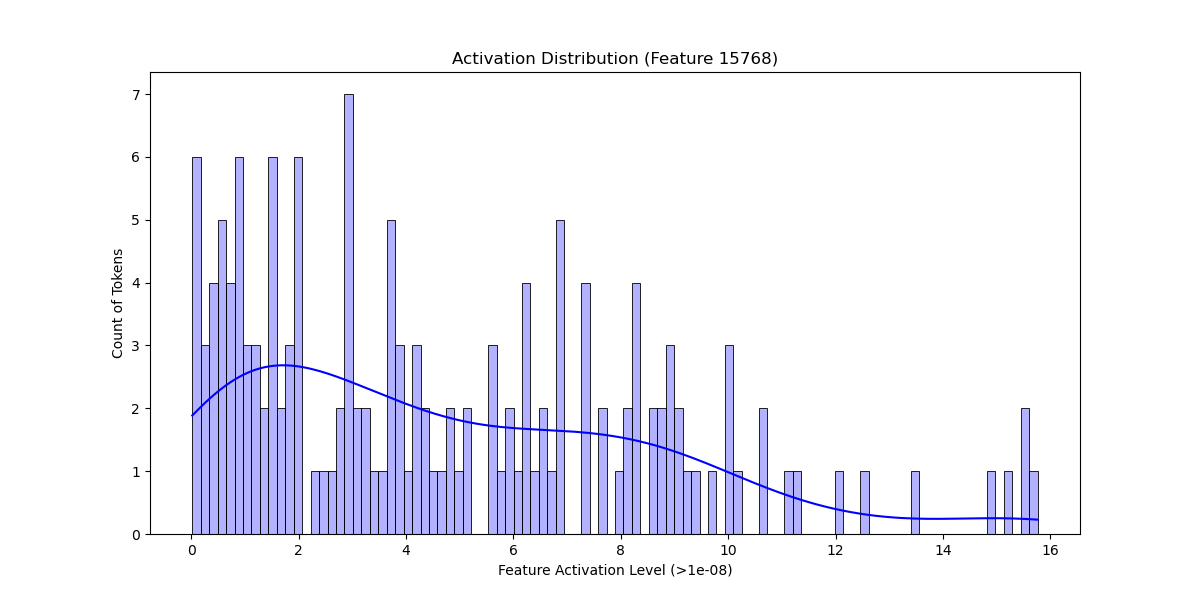 Activation Distribution (Feature 15768)
7
6
5
4
3
2
1
0
Count of Tokens
0 2 4 6 8 10 12 14 16
Feature Activation Level (>1e-08)